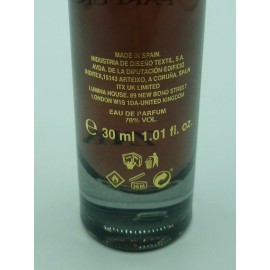 MADE IN SPAIN
INDUSTRIA DE DISEÑO TEXTIL, S.A.
AVDA. DE LA DIPUTACIÓN EDIFICIO
INDITEX, 15143 ARTEIXO, A CORUÑA, SPAIN
ITX UK LIMITED
LUMINA HOUSE, 89 NEW BOND STREET
LONDON W1S 1DA-UNITED KINGDOM
EAU DE PARFUM
78% VOL.
e 30 ml 1.01 fl. oz.